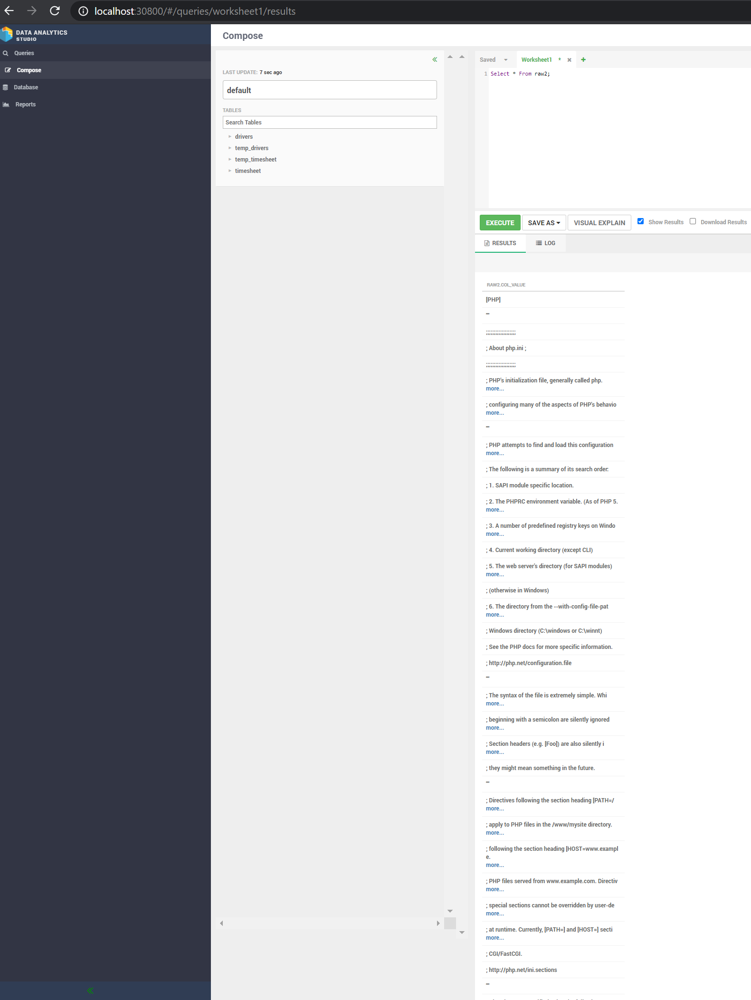 localhost:30800/#/queries/worksheet1/results
DATA ANALYTICS
STUDIO
Queries
Compose
Database
Reports
Compose
LAST UPDATE: 7 sec ago
default
TABLES
Search Tables
drivers
temp_drivers
temp_timesheet
timesheet
Saved
Worksheet1 *
1 Select * From raw2;
EXECUTE
SAVE AS
VISUAL EXPLAIN
Show Results
Download Results
RESULTS
LOG
RAW2.COL_VALUE
[PHP]
""
;;;;;;;;;;;;;;;;;;;
; About php.ini ;
;;;;;;;;;;;;;;;;;;;
; PHP's initialization file, generally called php.
more...
; configuring many of the aspects of PHP's behavio
more...
""
; PHP attempts to find and load this configuration
more...
; The following is a summary of its search order:
; 1. SAPI module specific location.
; 2. The PHPRC environment variable. (As of PHP 5.
more...
; 3. A number of predefined registry keys on Windo
more...
; 4. Current working directory (except CLI)
; 5. The web server's directory (for SAPI modules)
more...
; (otherwise in Windows)
; 6. The directory from the --with-config-file-pat
more...
; Windows directory (C:\windows or C:\winnt)
; See the PHP docs for more specific information.
; http://php.net/configuration.file
""
; The syntax of the file is extremely simple. Whi
more...
; beginning with a semicolon are silently ignored
more...
; Section headers (e.g. [Foo]) are also silently i
more...
; they might mean something in the future.
""
; Directives following the section heading [PATH=/
more...
; apply to PHP files in the /www/mysite directory.
more...
; following the section heading [HOST=www.exampl
e.
more...
; PHP files served from www.example.com. Directiv
more...
; special sections cannot be overridden by user-de
more...
; at runtime. Currently, [PATH=] and [HOST=] secti
more...
; CGI/FastCGI.
; http://php.net/ini.sections
""